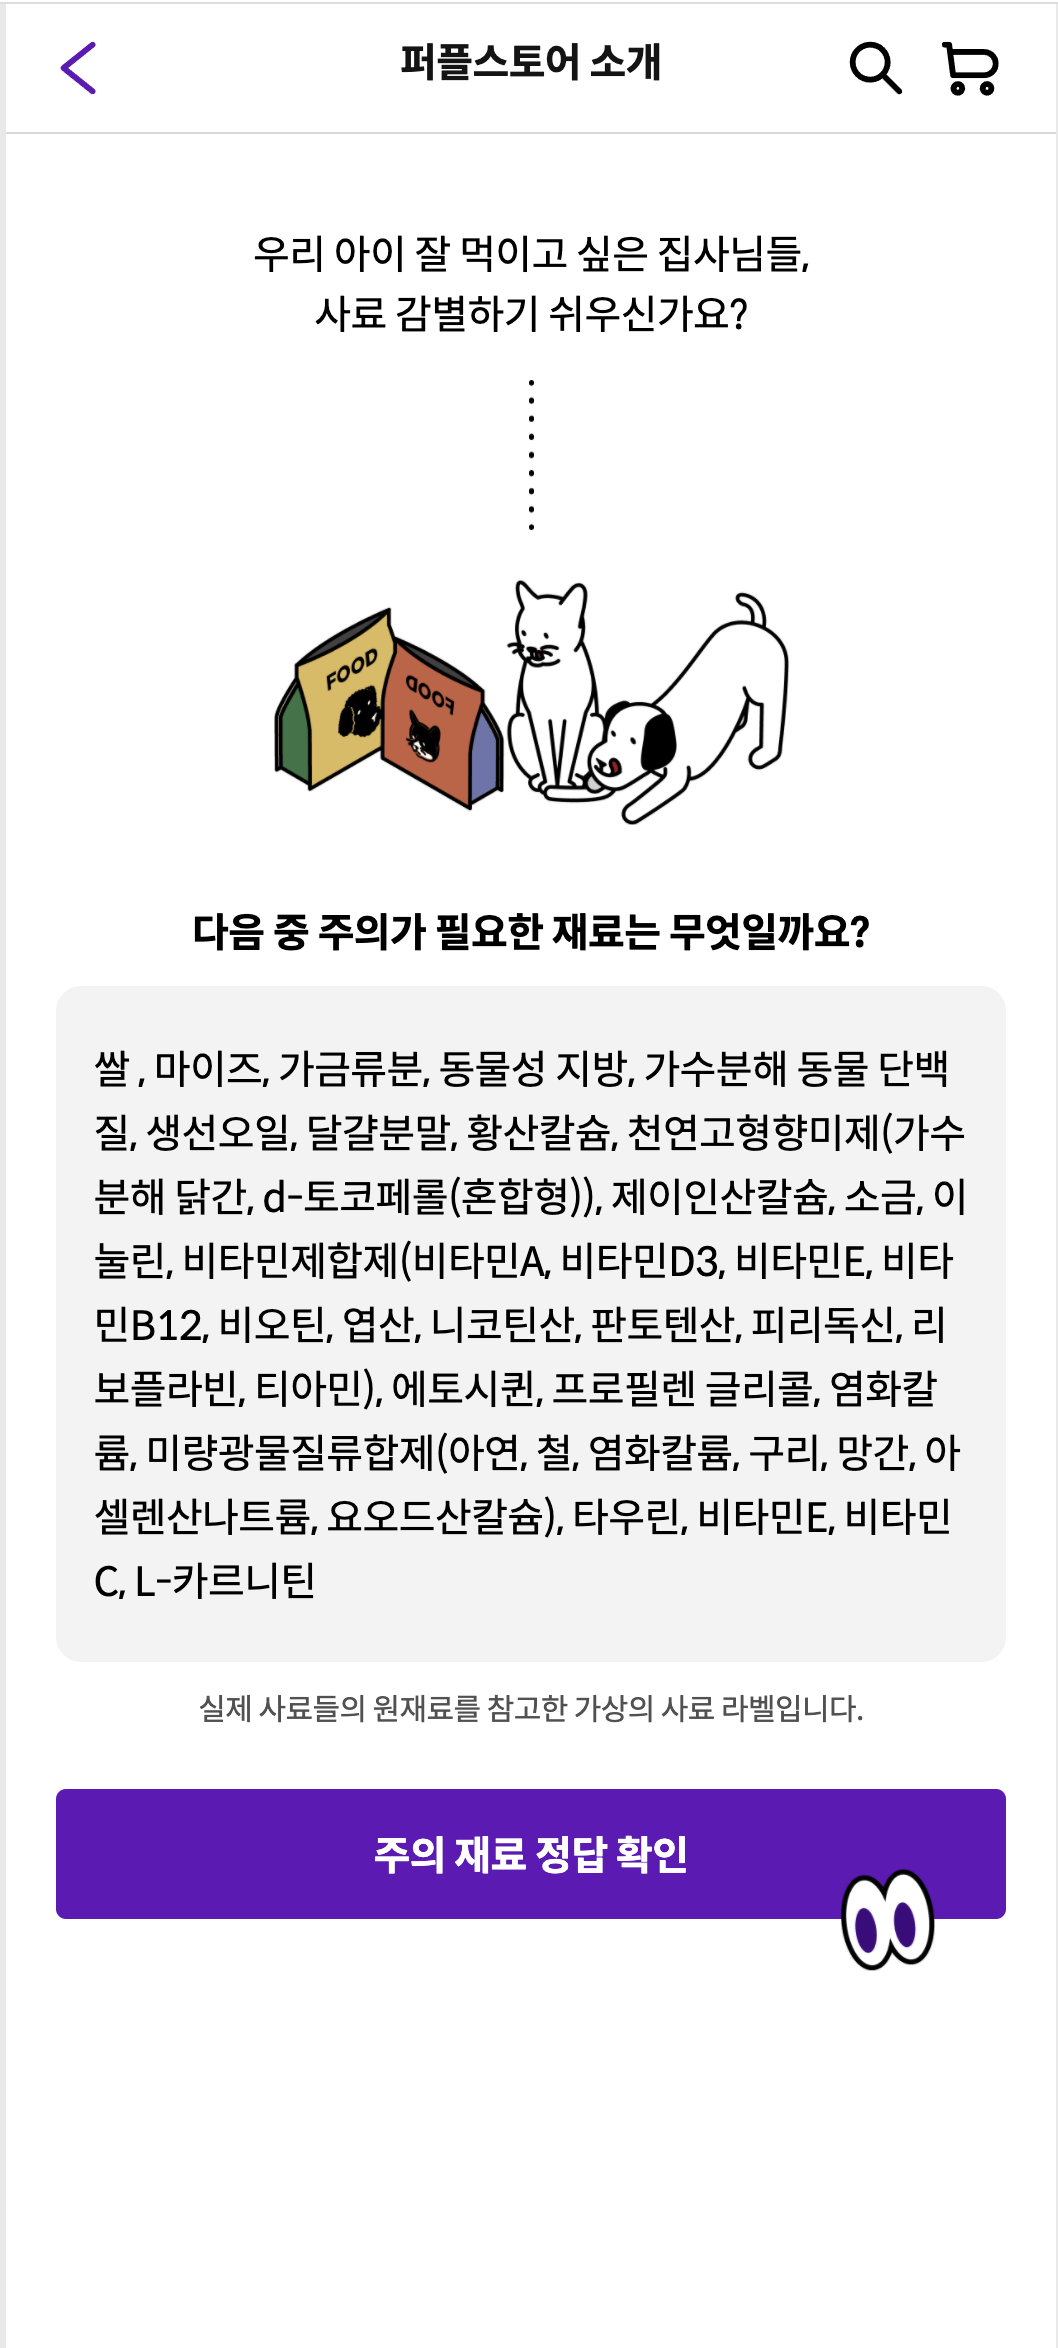 퍼플스토어 소개
우리 아이 잘 먹이고 싶은 집사님들,
사료 감별하기 쉬우신가요?
FOOD
FOOD
다음 중 주의가 필요한 재료는 무엇일까요?
쌀 , 마이즈, 가금류분, 동물성 지방, 가수분해 동물 단백
질, 생선오일, 달걀분말, 황산칼슘, 천연고형향미제(가수
분해 닭간, d-토코페롤(혼합형)), 제이인산칼슘, 소금, 이
눌린, 비타민제합제(비타민A, 비타민D3, 비타민E, 비타
민B12, 비오틴, 엽산, 니코틴산, 판토텐산, 피리독신, 리
보플라빈, 티아민), 에토시퀸, 프로필렌 글리콜, 염화칼
륨, 미량광물질류합제(아연, 철, 염화칼륨, 구리, 망간, 아
셀렌산나트륨, 요오드산칼슘), 타우린, 비타민E, 비타민
C, L-카르니틴
실제 사료들의 원재료를 참고한 가상의 사료 라벨입니다.
주의 재료 정답 확인